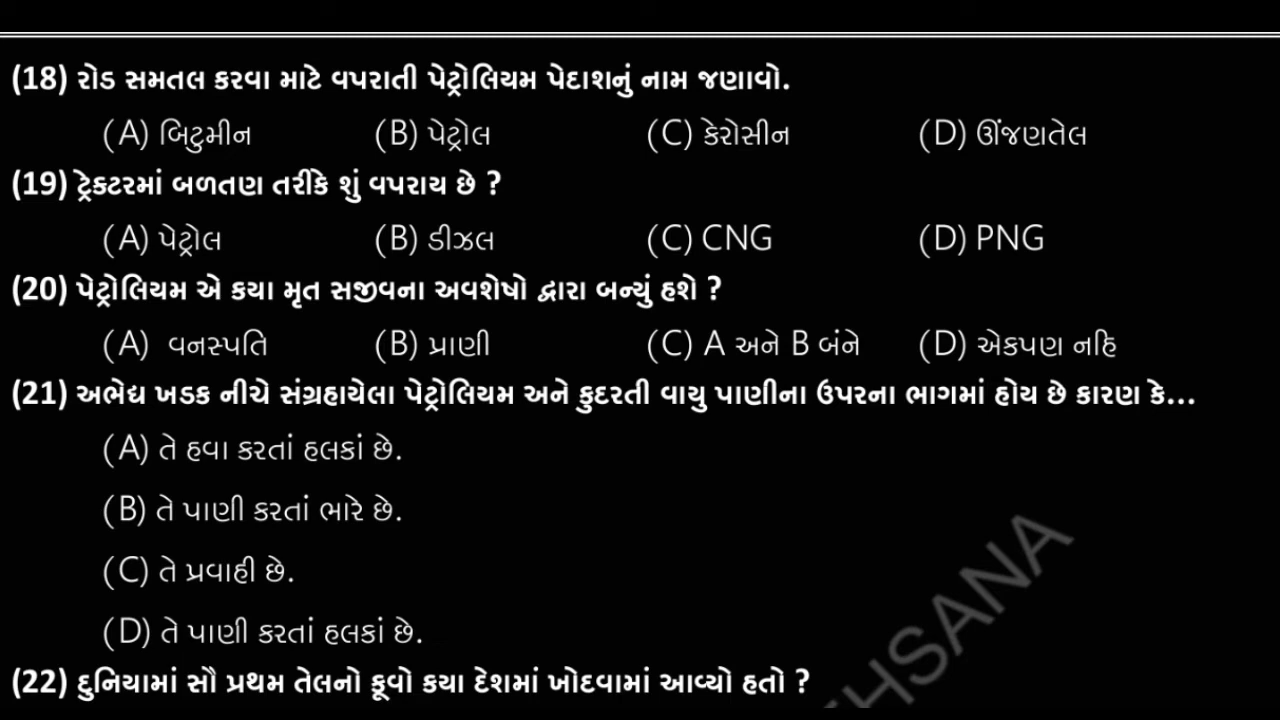 (18) રોડ સમતલ કરવા માટે વપરાતી પેટ્રોલિયમ પેદાશનું નામ જણાવો.
(A) બિટુમીન (B) પેટ્રોલ (C) કેરોસીન (D) ઊંજણતેલ
(19) ટ્રેક્ટરમાં બળતણ તરીકે શું વપરાય છે ?
(A) પેટ્રોલ (B) ડીઝલ (C) CNG (D) PNG
(20) પેટ્રોલિયમ એ કયા મૃત સજીવના અવશેષો દ્વારા બન્યું હશે ?
(A) વનસ્પતિ (B) પ્રાણી (C) A અને B બંને (D) એકપણ નહિ
(21) અભેદ્ય ખડક નીચે સંગ્રહાયેલા પેટ્રોલિયમ અને કુદરતી વાયુ પાણીના ઉપરના ભાગમાં હોય છે કારણ કે...
(A) તે હવા કરતાં હલકાં છે.
(B) તે પાણી કરતાં ભારે છે.
(C) તે પ્રવાહી છે.
(D) તે પાણી કરતાં હલકાં છે.
(22) દુનિયામાં સૌ પ્રથમ તેલનો કૂવો કયા દેશમાં ખોદવામાં આવ્યો હતો ?